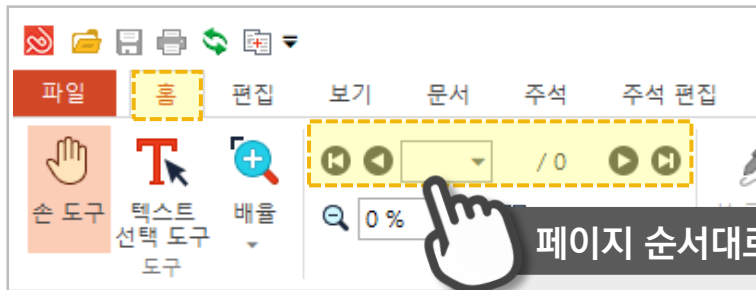 파일 홈 편집 보기 문서 주석 주석 편집
/ 0
손 도구 텍스트 선택 도구 배율
0 %
도구
페이지 순서대로